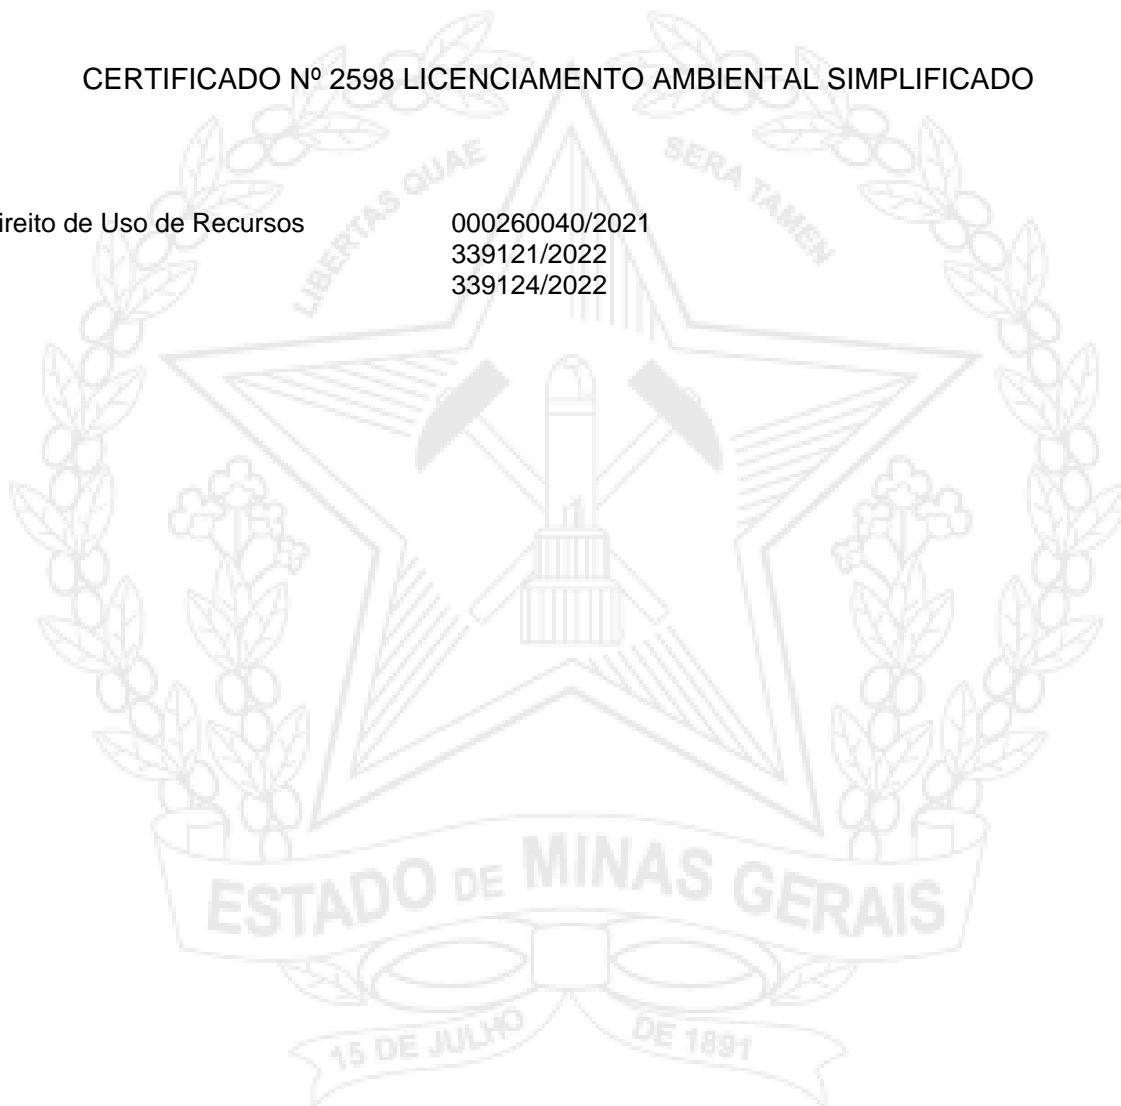 CERTIFICADO Nº 2598 LICENCIAMENTO AMBIENTAL SIMPLIFICADO
LIBERTAS QUAE SERA TAMEN
ireito de Uso de Recursos 000260040/2021
339121/2022
339124/2022
ESTADO DE MINAS GERAIS
15 DE JULHO DE 1891